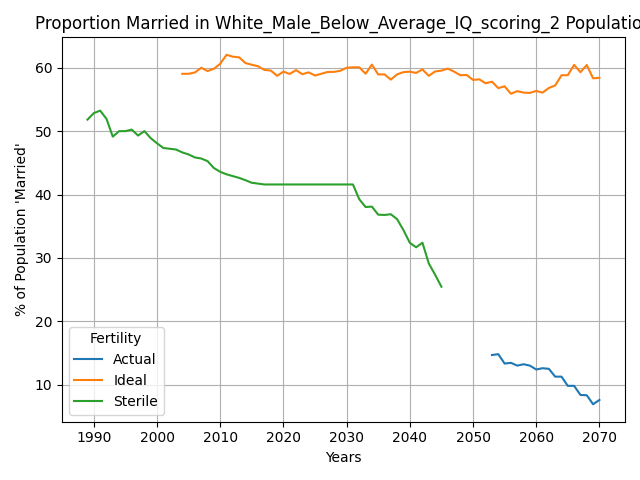 Proportion Married in White_Male_Below_Average_IQ_scoring_2 Populatio
% of Population 'Married'
60
50
40
30
20
10
Fertility
Actual
Ideal
Sterile
1990 2000 2010 2020 2030 2040 2050 2060 2070
Years